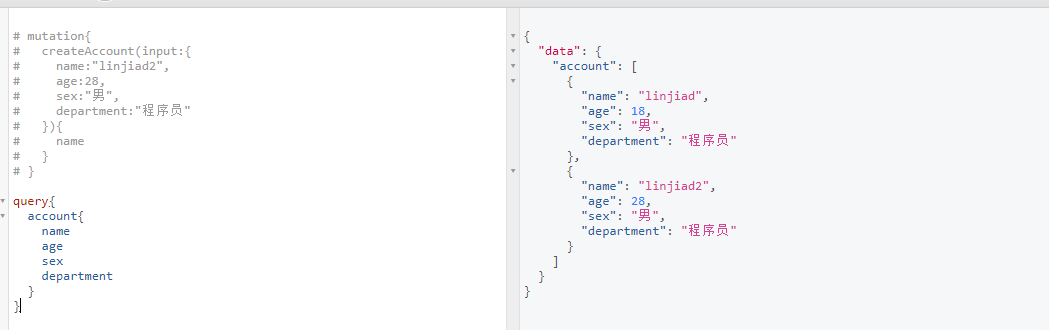 # mutation{
#   createAccount(input:{
#     name:"linjiad2",
#     age:28,
#     sex:"男",
#     department:"程序员"
#   }){
#     name
#   }
# }
query{
  account{
    name
    age
    sex
    department
  }
}
{
  "data": {
    "account": [
      {
        "name": "linjiad",
        "age": 18,
        "sex": "男",
        "department": "程序员"
      },
      {
        "name": "linjiad2",
        "age": 28,
        "sex": "男",
        "department": "程序员"
      }
    ]
  }
}